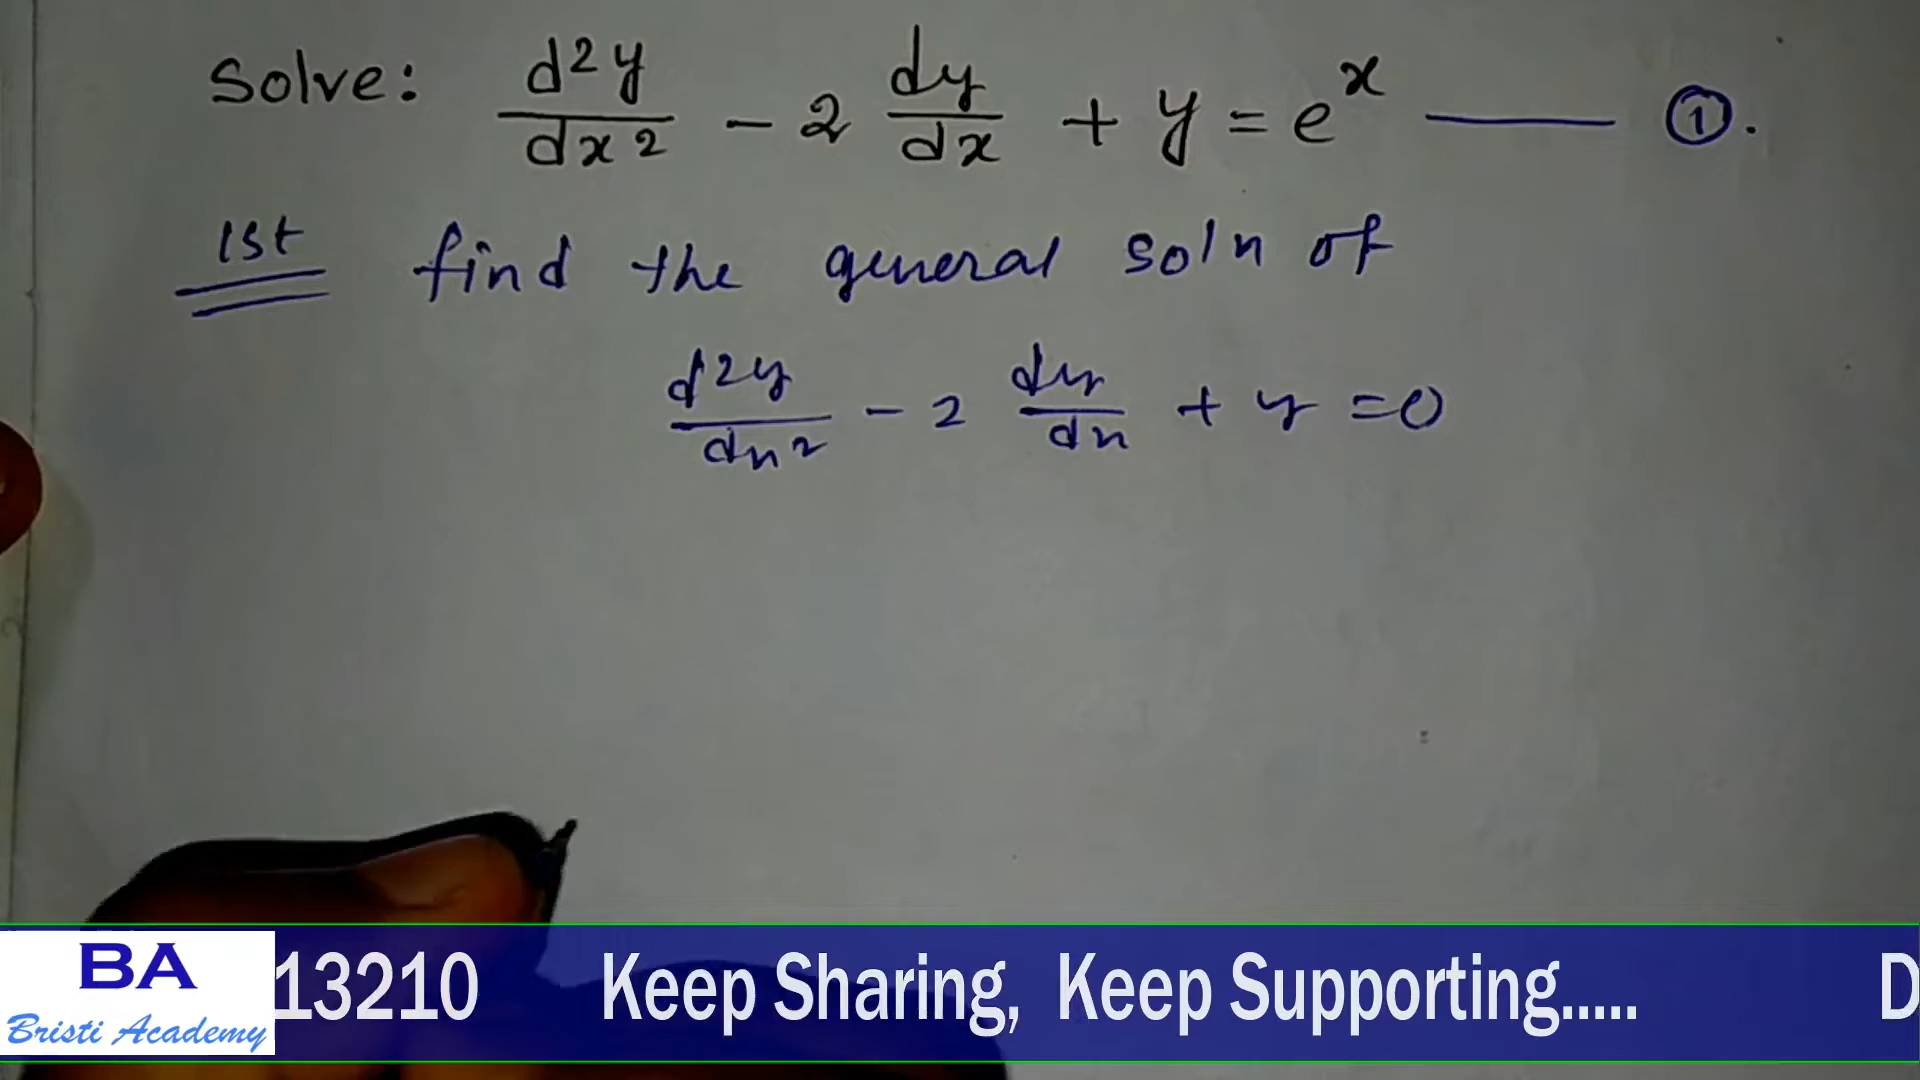 Solve: d²y/dx² - 2 dy/dx + y = eˣ —— ①.
1st find the general soln of
d²y/dx² - 2 dy/dx + y = 0
BA
Bristi Academy
13210 Keep Sharing, Keep Supporting..... D